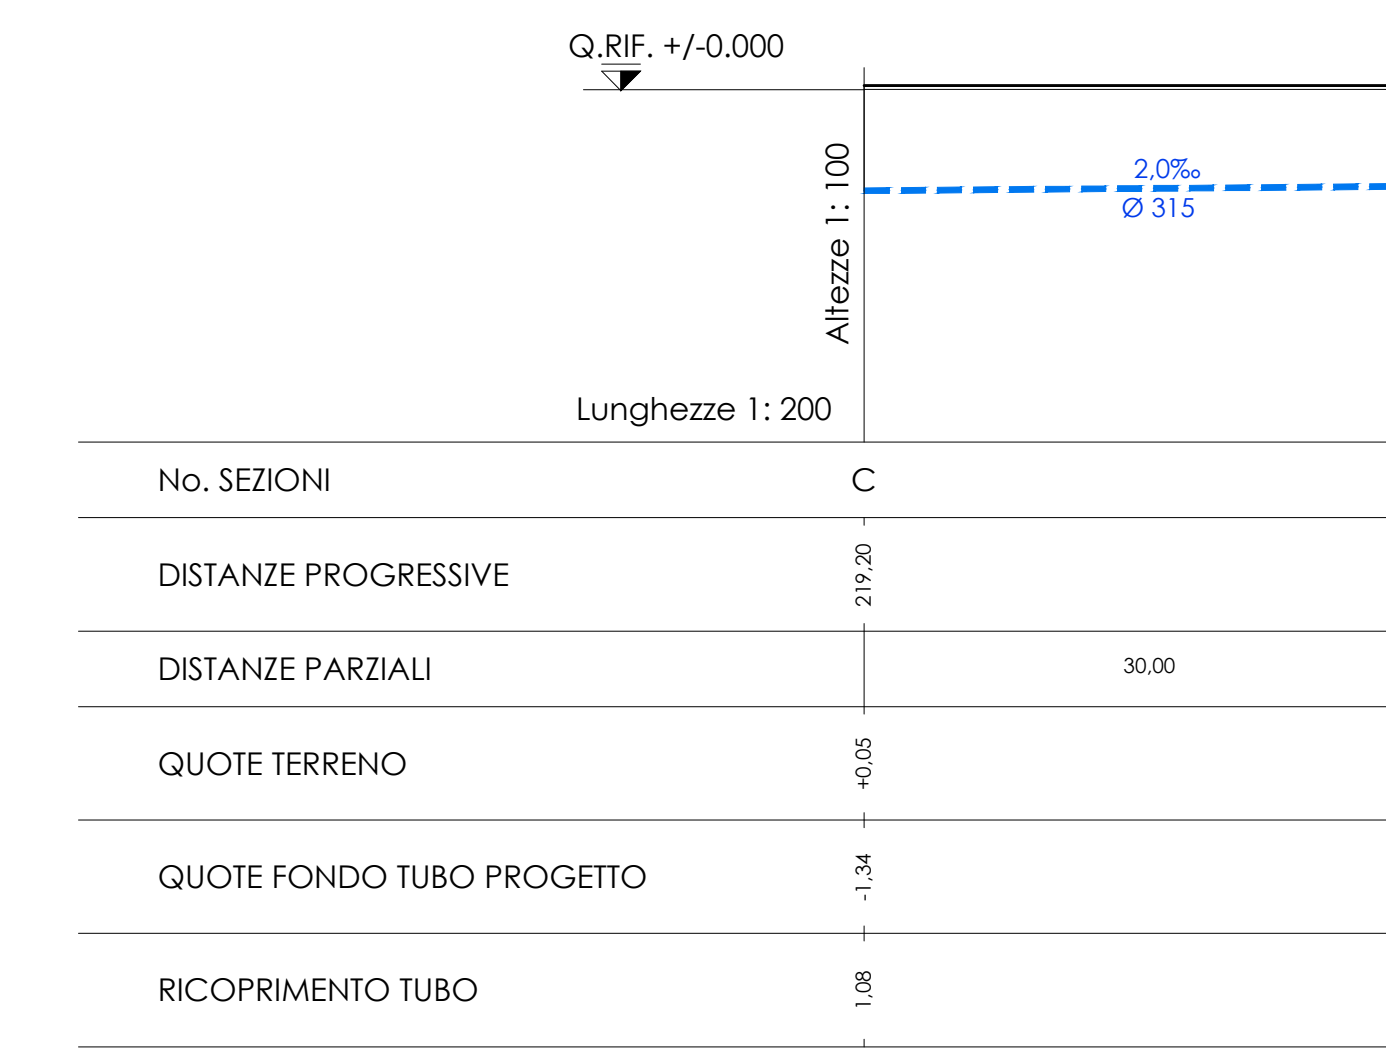 Q.RIF. +/-0.000
Altezze 1: 100
2,0‰
Ø 315
Lunghezze 1: 200
No. SEZIONI C
DISTANZE PROGRESSIVE 219,20
DISTANZE PARZIALI 30,00
QUOTE TERRENO +0,05
QUOTE FONDO TUBO PROGETTO -1,34
RICOPRIMENTO TUBO 1,08